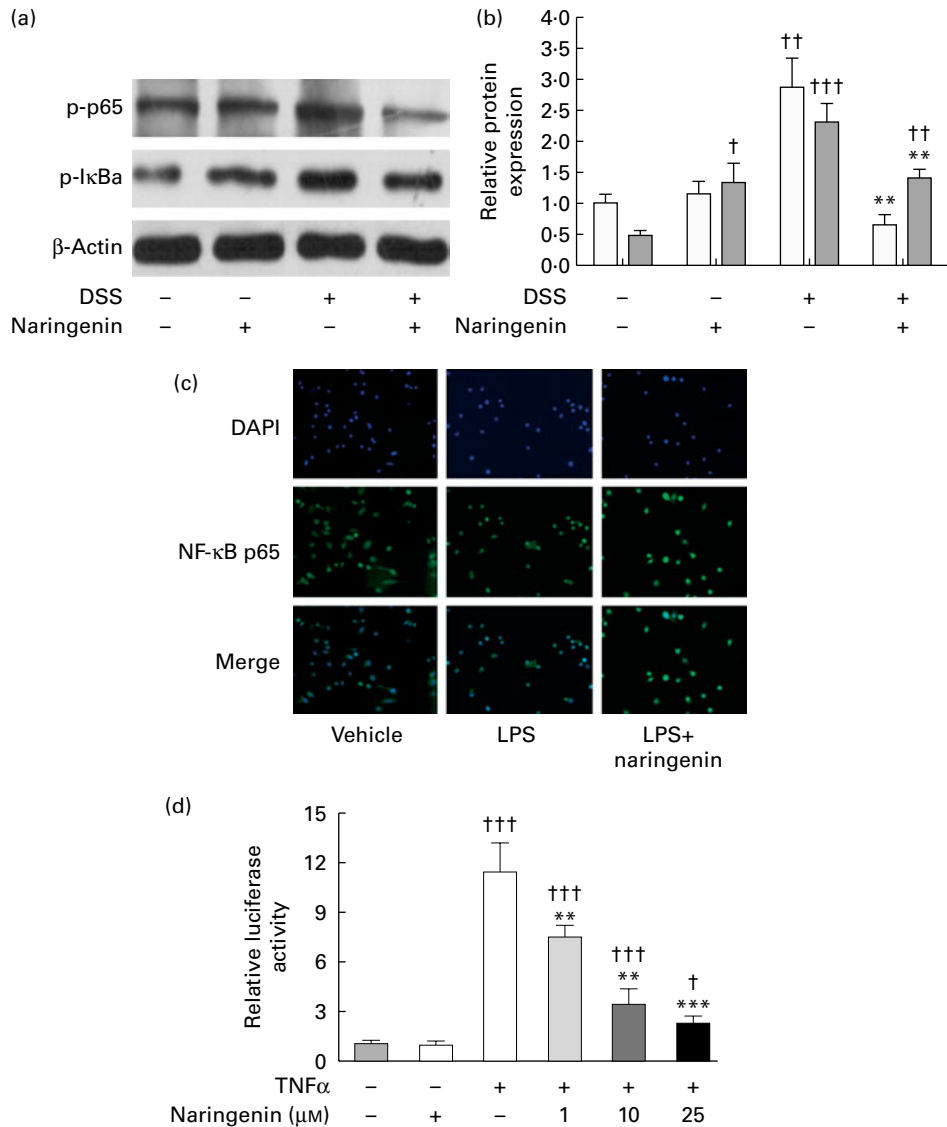 (a)
p-p65
p-IκBa
β-Actin
DSS – – + +
Naringenin – + – +
(b)
Relative protein
expression
4·0
3·5
3·0
2·5
2·0
1·5
1·0
0·5
0·0
†
††
†††
**
††
**
DSS – – + +
Naringenin – + – +
(c)
DAPI
NF-κB p65
Merge
Vehicle LPS LPS+
naringenin
(d)
Relative luciferase
activity
15
12
9
6
3
0
†††
†††
**
†††
**
†
***
TNFα – – + + + +
Naringenin (μM) – + – 1 10 25